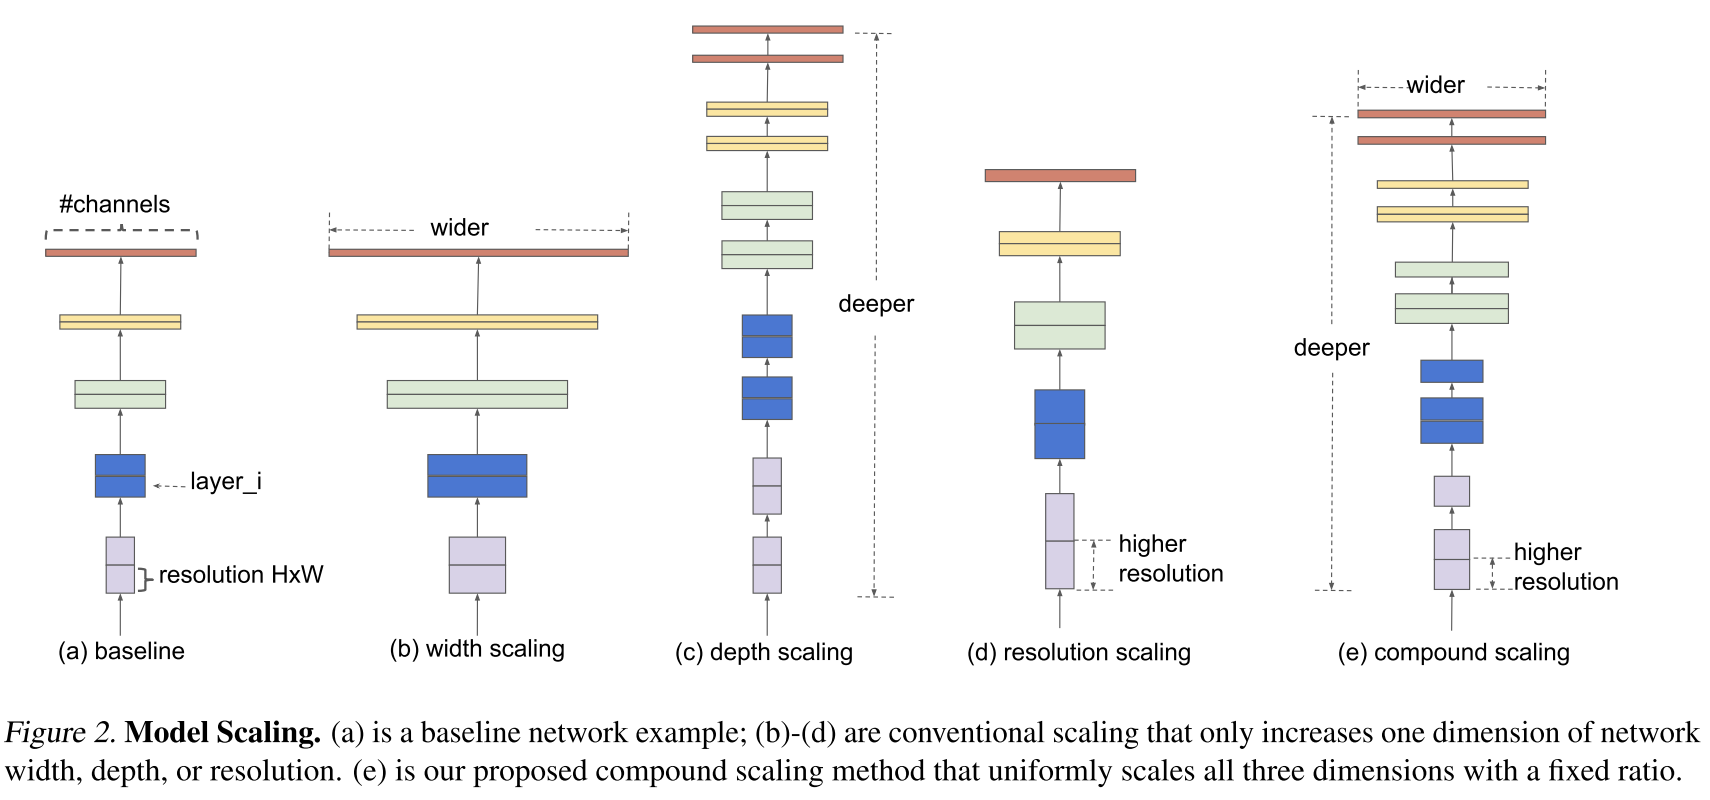 #channels
layer_i
resolution HxW
(a) baseline
wider
(b) width scaling
deeper
(c) depth scaling
higher
resolution
(d) resolution scaling
wider
deeper
higher
resolution
(e) compound scaling
Figure 2. Model Scaling. (a) is a baseline network example; (b)-(d) are conventional scaling that only increases one dimension of network
width, depth, or resolution. (e) is our proposed compound scaling method that uniformly scales all three dimensions with a fixed ratio.